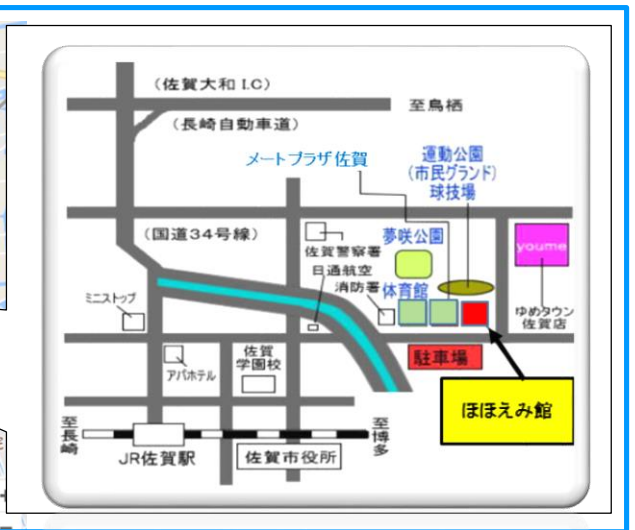 (佐賀大和 I.C)
至鳥栖
(長崎自動車道)
メートプラザ佐賀
運動公園
(市民グランド)
球技場
(国道34号線)
佐賀警察署
夢咲公園
youme
日通航空
消防署
体育館
ミニストップ
ゆめタウン
佐賀店
アパホテル
佐賀
学園校
駐車場
ほほえみ館
至長崎
至博多
JR佐賀駅
佐賀市役所